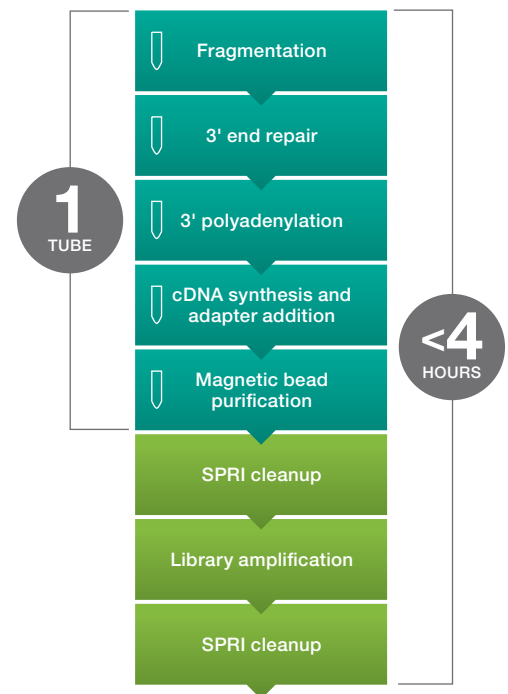 Fragmentation
3' end repair
3' polyadenylation
1
TUBE
cDNA synthesis and
adapter addition
<4
HOURS
Magnetic bead
purification
SPRI cleanup
Library amplification
SPRI cleanup